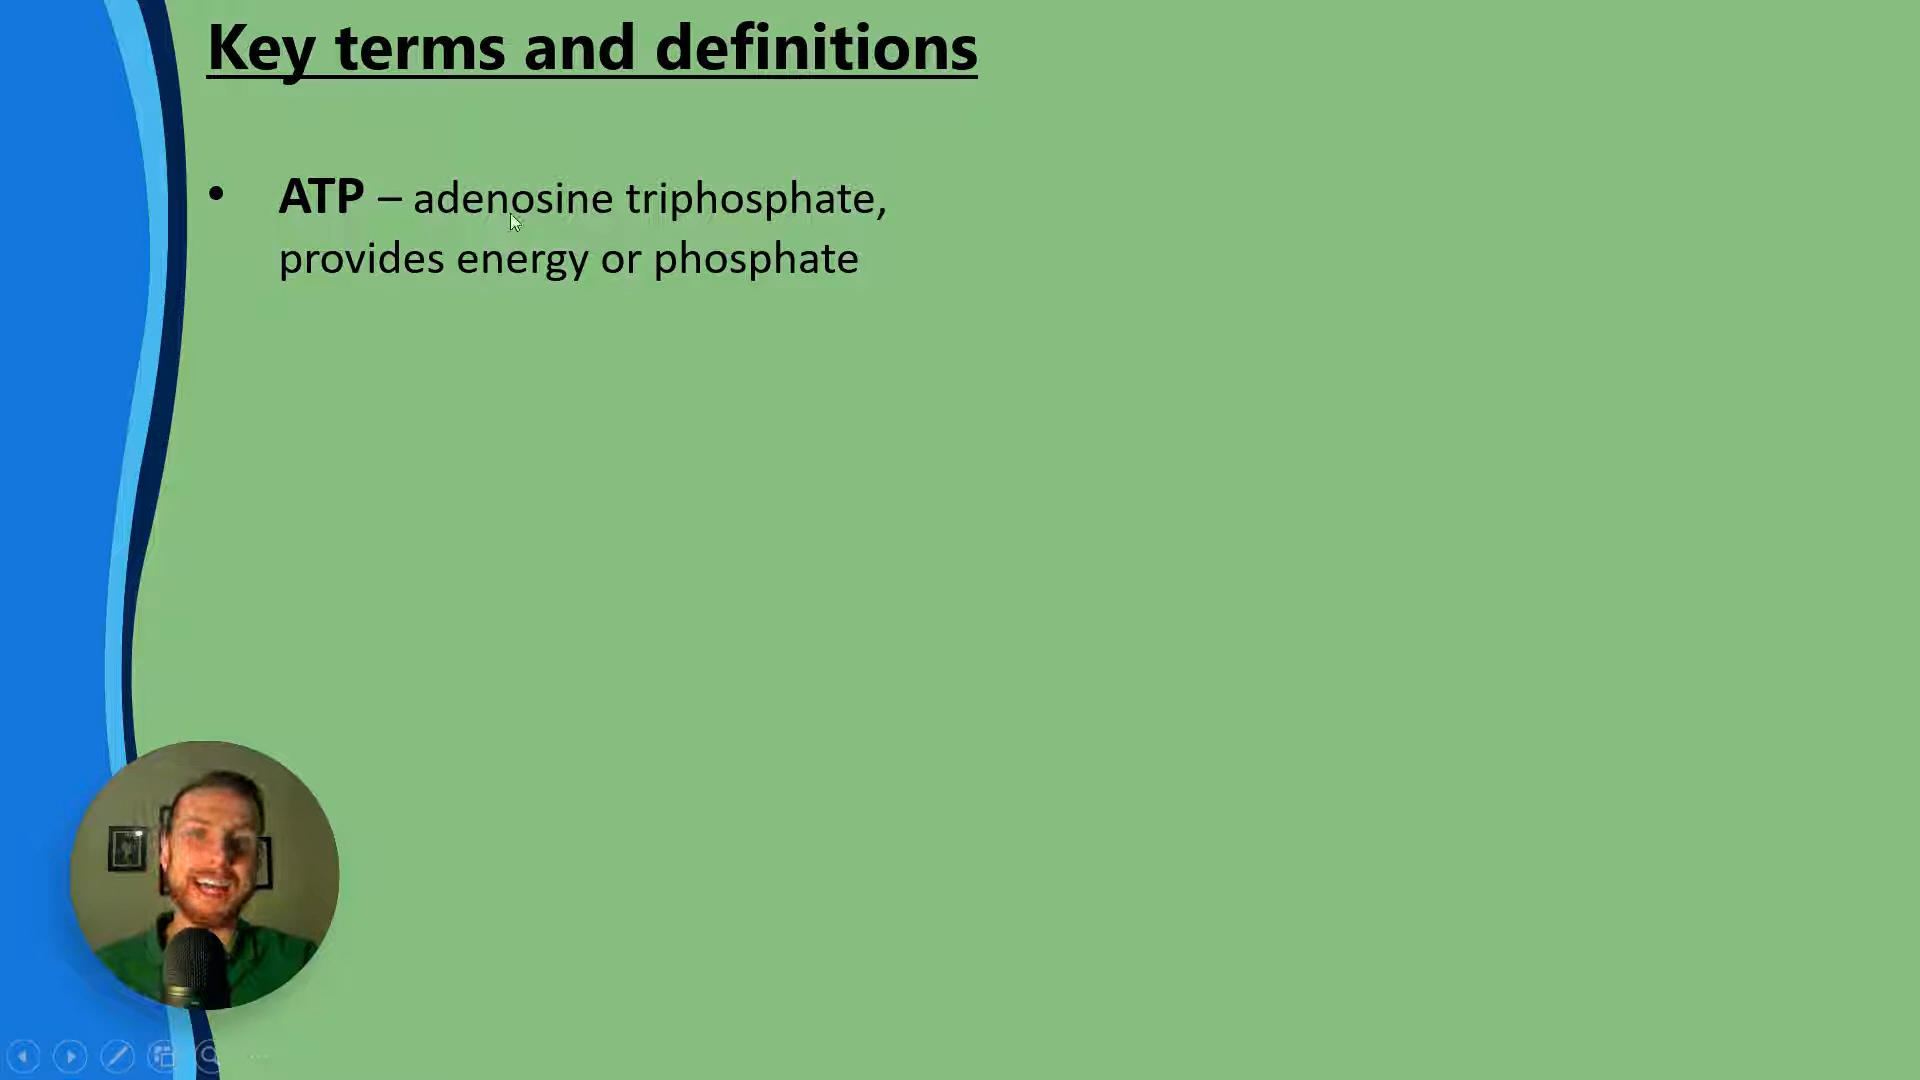 Key terms and definitions
• ATP – adenosine triphosphate,
provides energy or phosphate